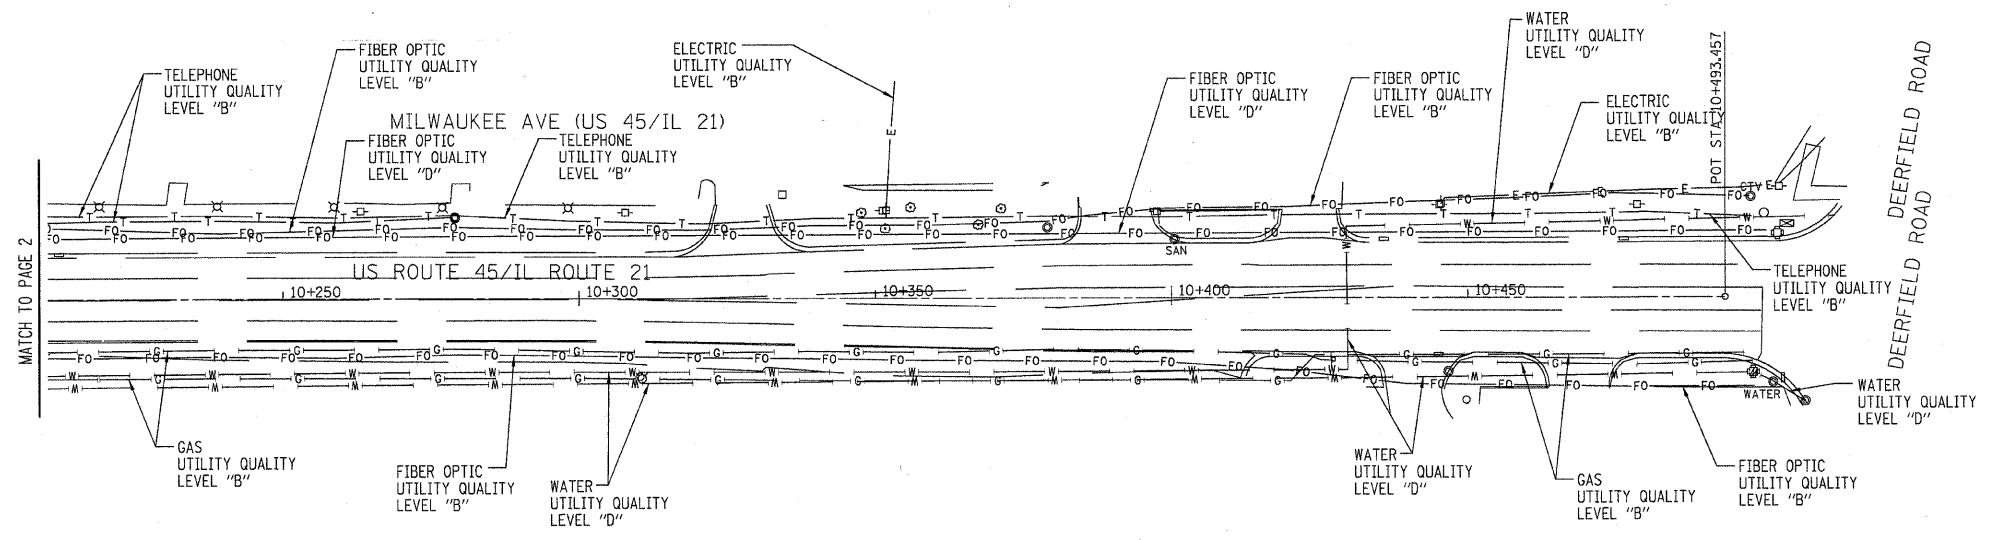 WATER
UTILITY QUALITY
LEVEL "D"
FIBER OPTIC
UTILITY QUALITY
LEVEL "B"
ELECTRIC
UTILITY QUALITY
LEVEL "B"
TELEPHONE
UTILITY QUALITY
LEVEL "B"
FIBER OPTIC
UTILITY QUALITY
LEVEL "D"
FIBER OPTIC
UTILITY QUALITY
LEVEL "B"
ELECTRIC
UTILITY QUALITY
LEVEL "B"
POT STA 10+493.457
DEERFIELD ROAD
DEERFIELD ROAD
MILWAUKEE AVE (US 45/IL 21)
FIBER OPTIC
UTILITY QUALITY
LEVEL "D"
TELEPHONE
UTILITY QUALITY
LEVEL "B"
CTV
SAN
MATCH TO PAGE 2
US ROUTE 45/IL ROUTE 21
10+250
10+300
10+350
10+400
10+450
TELEPHONE
UTILITY QUALITY
LEVEL "B"
WATER
WATER
UTILITY QUALITY
LEVEL "D"
GAS
UTILITY QUALITY
LEVEL "B"
FIBER OPTIC
UTILITY QUALITY
LEVEL "B"
WATER
UTILITY QUALITY
LEVEL "D"
WATER
UTILITY QUALITY
LEVEL "D"
GAS
UTILITY QUALITY
LEVEL "B"
FIBER OPTIC
UTILITY QUALITY
LEVEL "B"